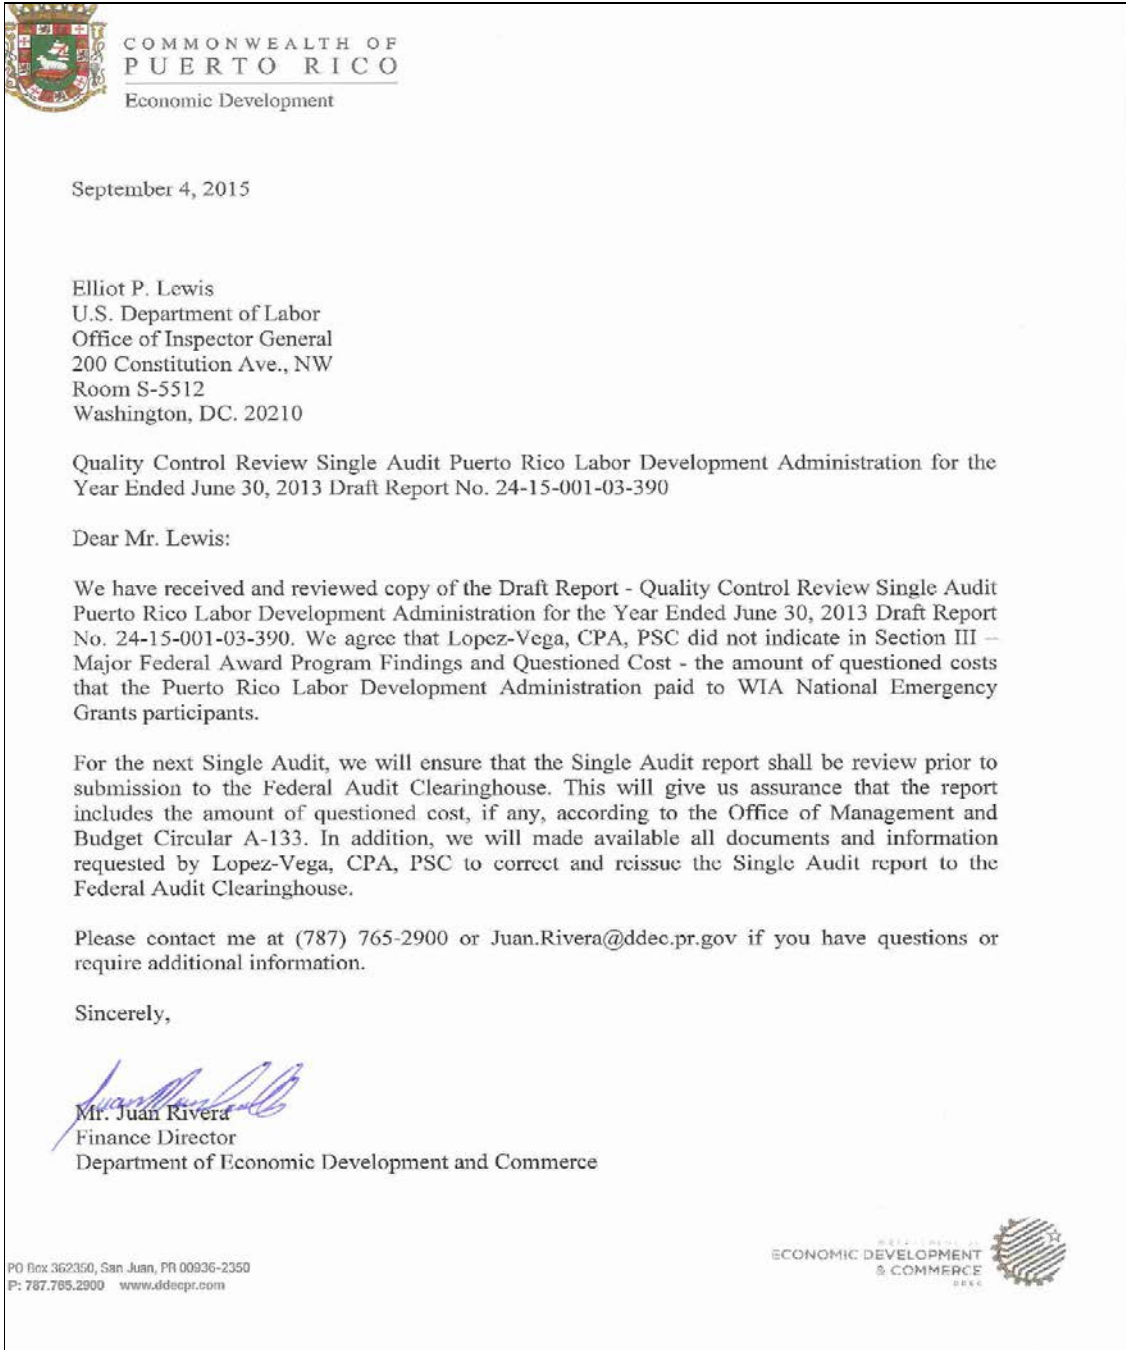 COMMONWEALTH OF
PUERTO RICO
Economic Development
September 4, 2015
Elliot P. Lewis
U.S. Department of Labor
Office of Inspector General
200 Constitution Ave., NW
Room S-5512
Washington, DC. 20210
Quality Control Review Single Audit Puerto Rico Labor Development Administration for the
Year Ended June 30, 2013 Draft Report No. 24-15-001-03-390
Dear Mr. Lewis:
We have received and reviewed copy of the Draft Report - Quality Control Review Single Audit
Puerto Rico Labor Development Administration for the Year Ended June 30, 2013 Draft Report
No. 24-15-001-03-390. We agree that Lopez-Vega, CPA, PSC did not indicate in Section III –
Major Federal Award Program Findings and Questioned Cost - the amount of questioned costs
that the Puerto Rico Labor Development Administration paid to WIA National Emergency
Grants participants.
For the next Single Audit, we will ensure that the Single Audit report shall be review prior to
submission to the Federal Audit Clearinghouse. This will give us assurance that the report
includes the amount of questioned cost, if any, according to the Office of Management and
Budget Circular A-133. In addition, we will made available all documents and information
requested by Lopez-Vega, CPA, PSC to correct and reissue the Single Audit report to the
Federal Audit Clearinghouse.
Please contact me at (787) 765-2900 or Juan.Rivera@ddec.pr.gov if you have questions or
require additional information.
Sincerely,
Mr. Juan Rivera
Finance Director
Department of Economic Development and Commerce
PO Box 362350, San Juan, PR 00936-2350
P: 787.765.2900 www.ddecpr.com
ECONOMIC DEVELOPMENT
& COMMERCE